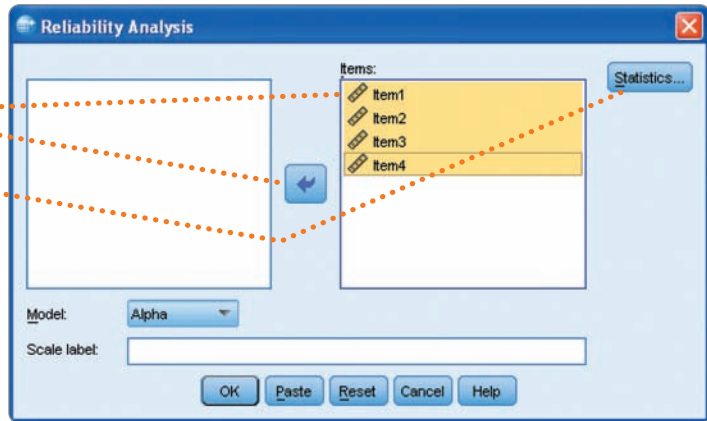 Reliability Analysis
Items:
Statistics...
Item1
Item2
Item3
Item4
Model:
Alpha
Scale label:
OK
Paste
Reset
Cancel
Help